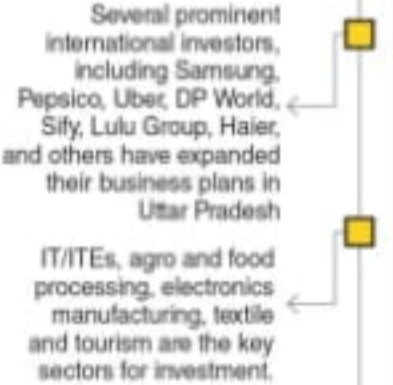 Several prominent
international investors,
including Samsung,
Pepsico, Uber, DP World,
Sify, Lulu Group, Haier,
and others have expanded
their business plans in
Uttar Pradesh
IT/ITEs, agro and food
processing, electronics
manufacturing, textile
and tourism are the key
sectors for investment.